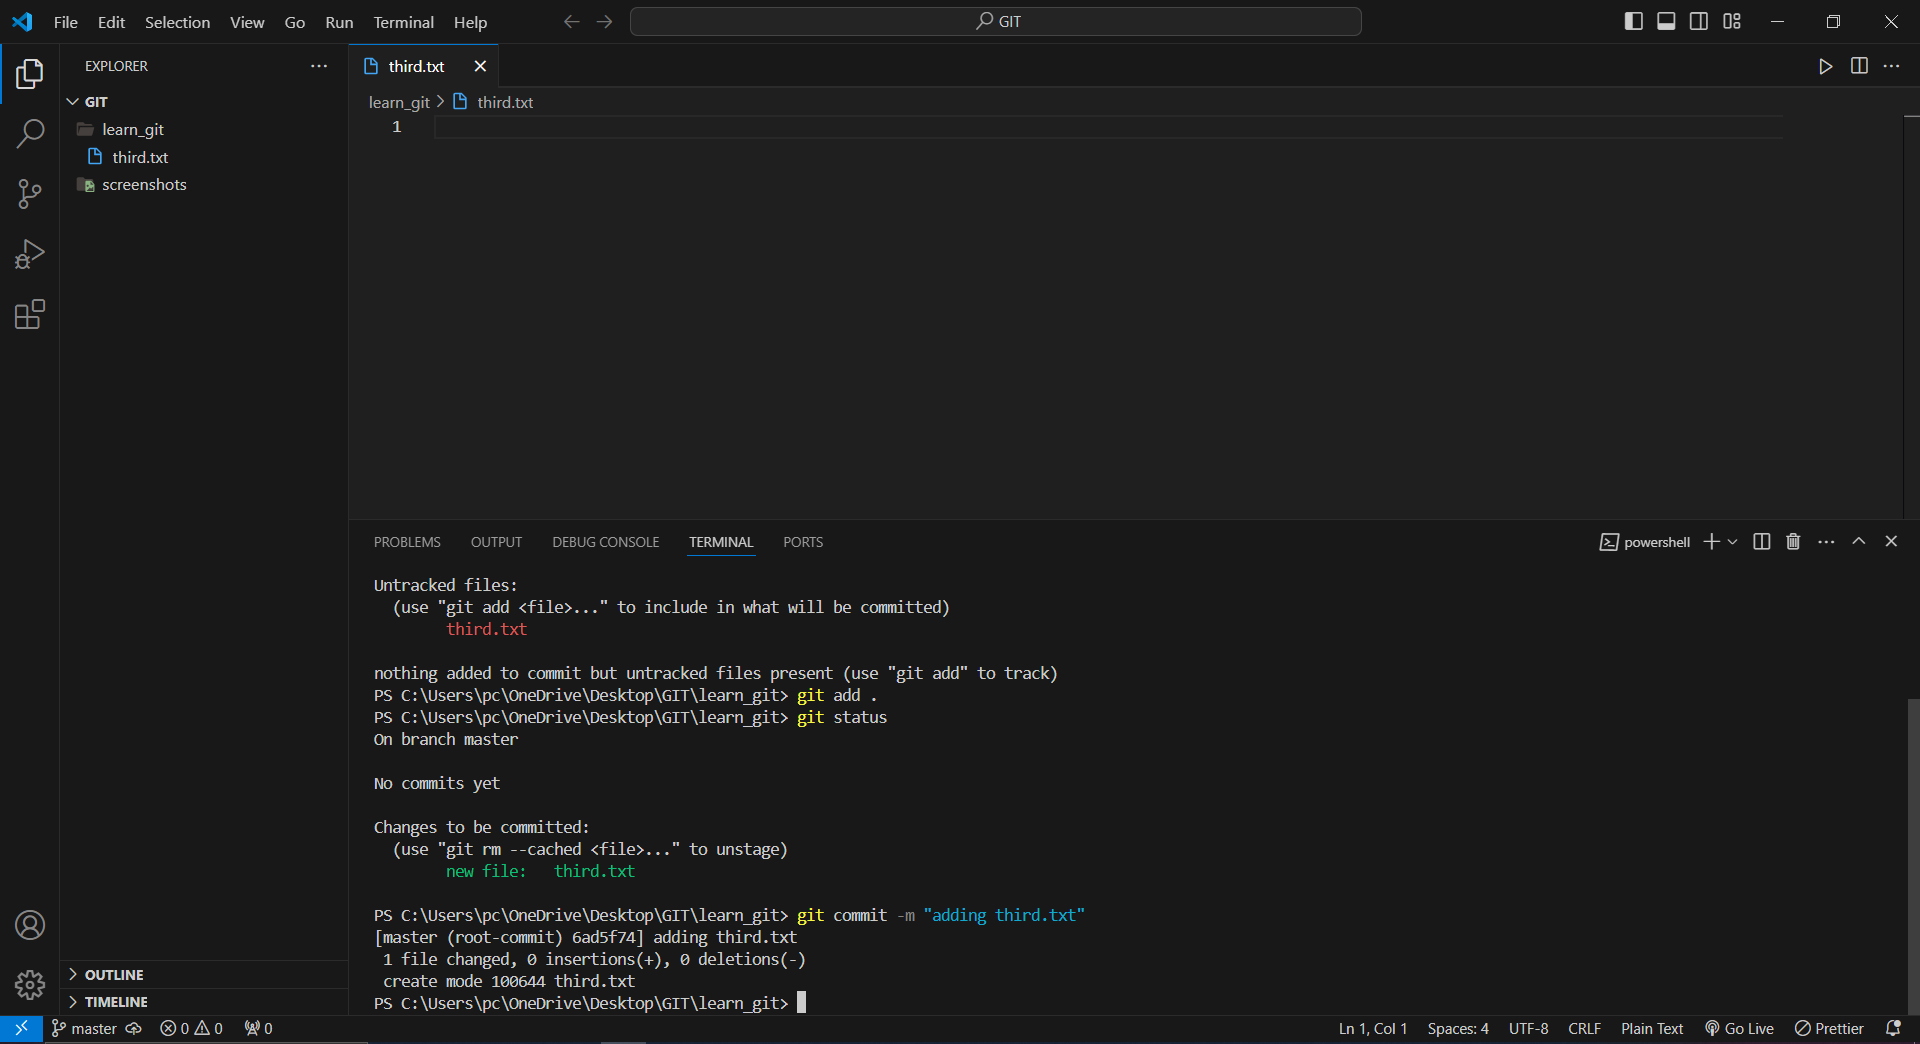 File Edit Selection View Go Run Terminal Help
GIT
EXPLORER
GIT
learn_git
third.txt
screenshots
OUTLINE
TIMELINE
third.txt
learn_git > third.txt
1
PROBLEMS OUTPUT DEBUG CONSOLE TERMINAL PORTS
powershell
Untracked files:
  (use "git add <file>..." to include in what will be committed)
        third.txt
nothing added to commit but untracked files present (use "git add" to track)
PS C:\Users\pc\OneDrive\Desktop\GIT\learn_git> git add .
PS C:\Users\pc\OneDrive\Desktop\GIT\learn_git> git status
On branch master
No commits yet
Changes to be committed:
  (use "git rm --cached <file>..." to unstage)
        new file:   third.txt
PS C:\Users\pc\OneDrive\Desktop\GIT\learn_git> git commit -m "adding third.txt"
[master (root-commit) 6ad5f74] adding third.txt
 1 file changed, 0 insertions(+), 0 deletions(-)
 create mode 100644 third.txt
PS C:\Users\pc\OneDrive\Desktop\GIT\learn_git>
master 0 0 0 Ln 1, Col 1 Spaces: 4 UTF-8 CRLF Plain Text Go Live Prettier